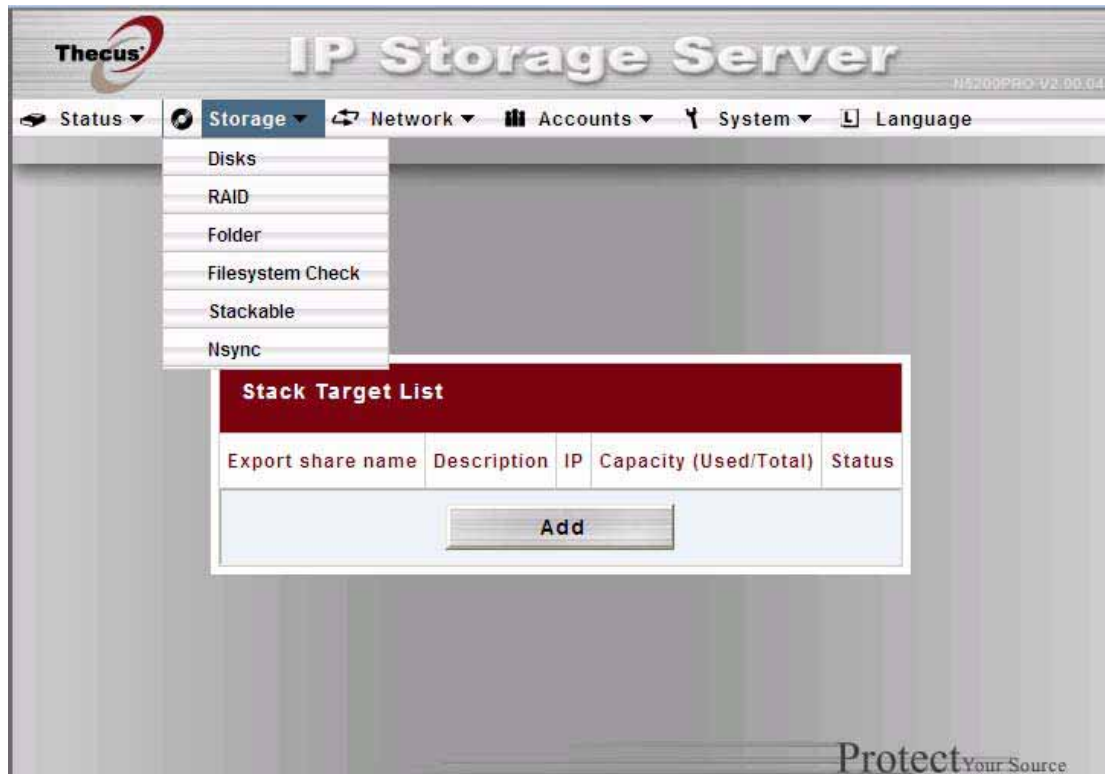 Thecus
IP Storage Server
N5200PRO V2.00.04
Status Storage Network Accounts System Language
Disks
RAID
Folder
Filesystem Check
Stackable
Nsync
Stack Target List
Export share name Description IP Capacity (Used/Total) Status
Add
Protect Your Source